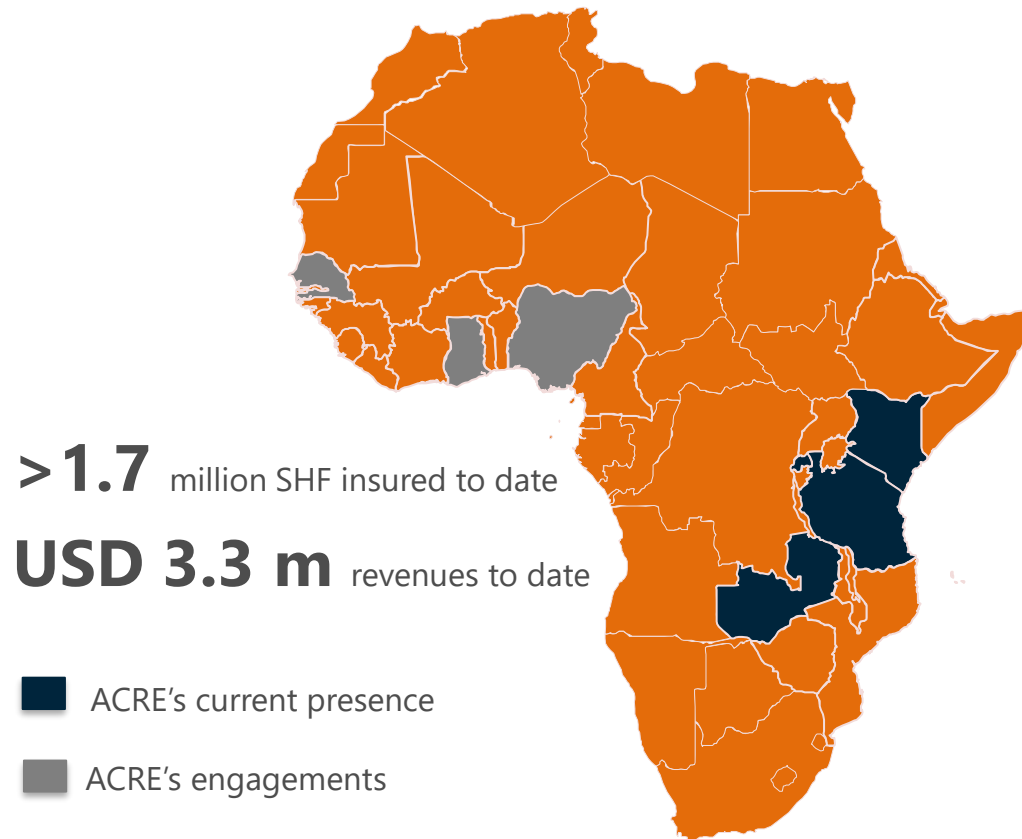 >1.7 million SHF insured to date
USD 3.3 m revenues to date
ACRE's current presence
ACRE's engagements